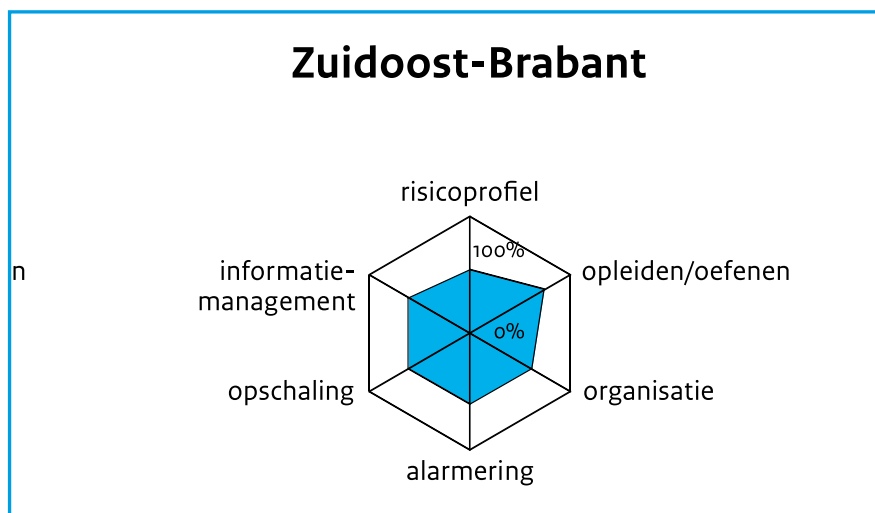 Zuidoost-Brabant
risicoprofiel
100%
n
informatie-
management
opleiden/oefenen
0%
opschaling
organisatie
alarmering